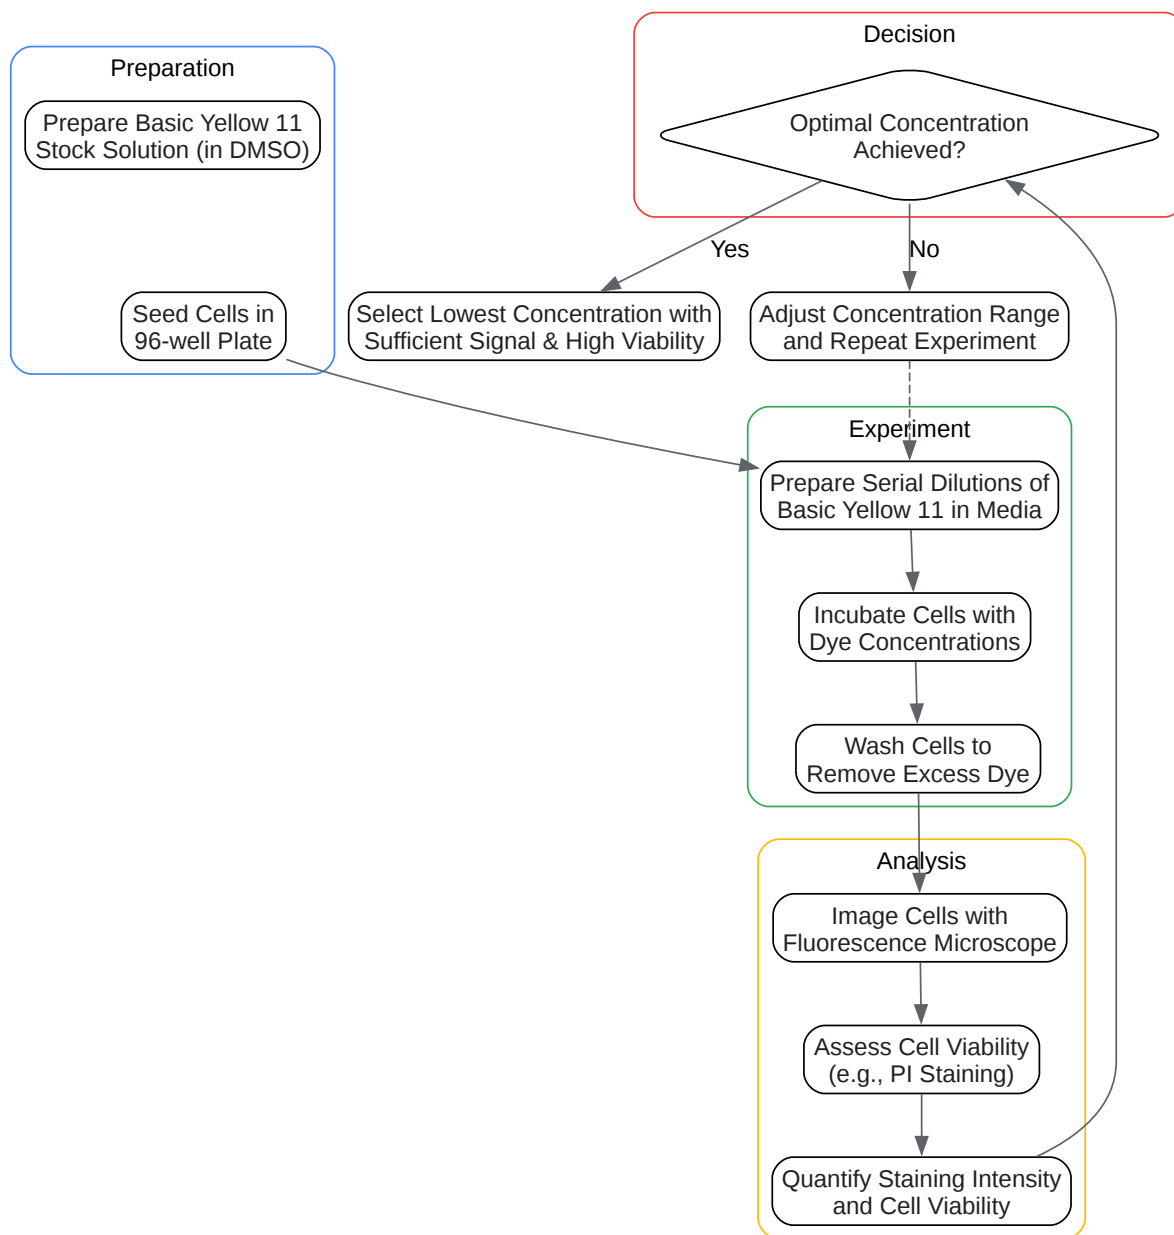 Preparation
Prepare Basic Yellow 11
Stock Solution (in DMSO)
Seed Cells in
96-well Plate
Decision
Optimal Concentration
Achieved?
Yes
No
Select Lowest Concentration with
Sufficient Signal & High Viability
Adjust Concentration Range
and Repeat Experiment
Experiment
Prepare Serial Dilutions of
Basic Yellow 11 in Media
Incubate Cells with
Dye Concentrations
Wash Cells to
Remove Excess Dye
Analysis
Image Cells with
Fluorescence Microscope
Assess Cell Viability
(e.g., PI Staining)
Quantify Staining Intensity
and Cell Viability